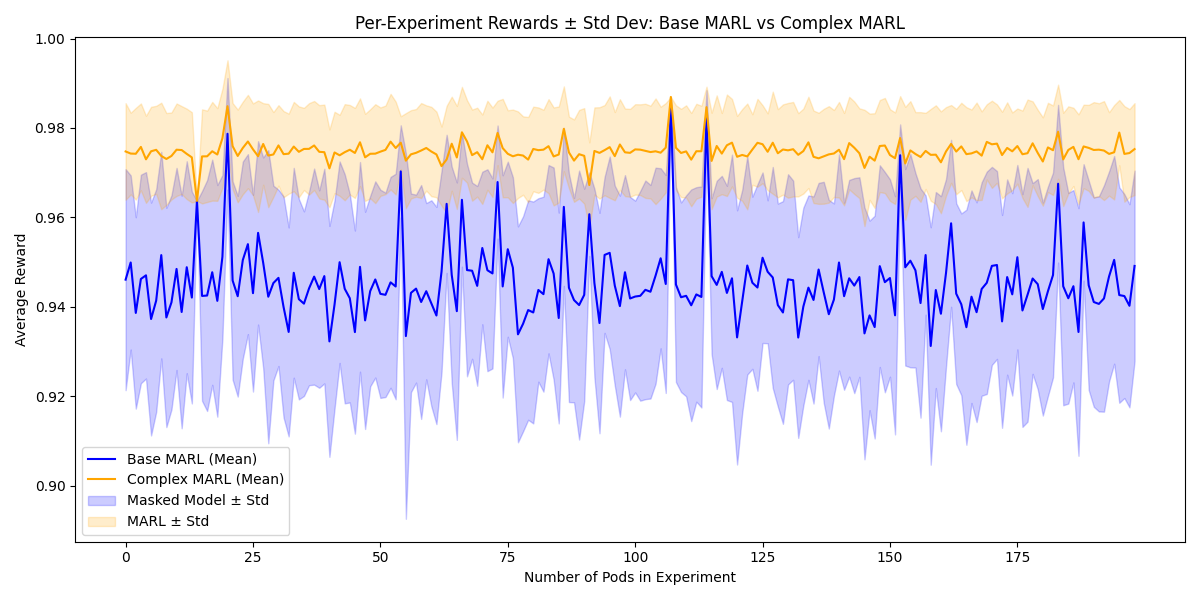 Per-Experiment Rewards ± Std Dev: Base MARL vs Complex MARL
Average Reward
1.00
0.98
0.96
0.94
0.92
0.90
Base MARL (Mean)
Complex MARL (Mean)
Masked Model ± Std
MARL ± Std
0 25 50 75 100 125 150 175
Number of Pods in Experiment